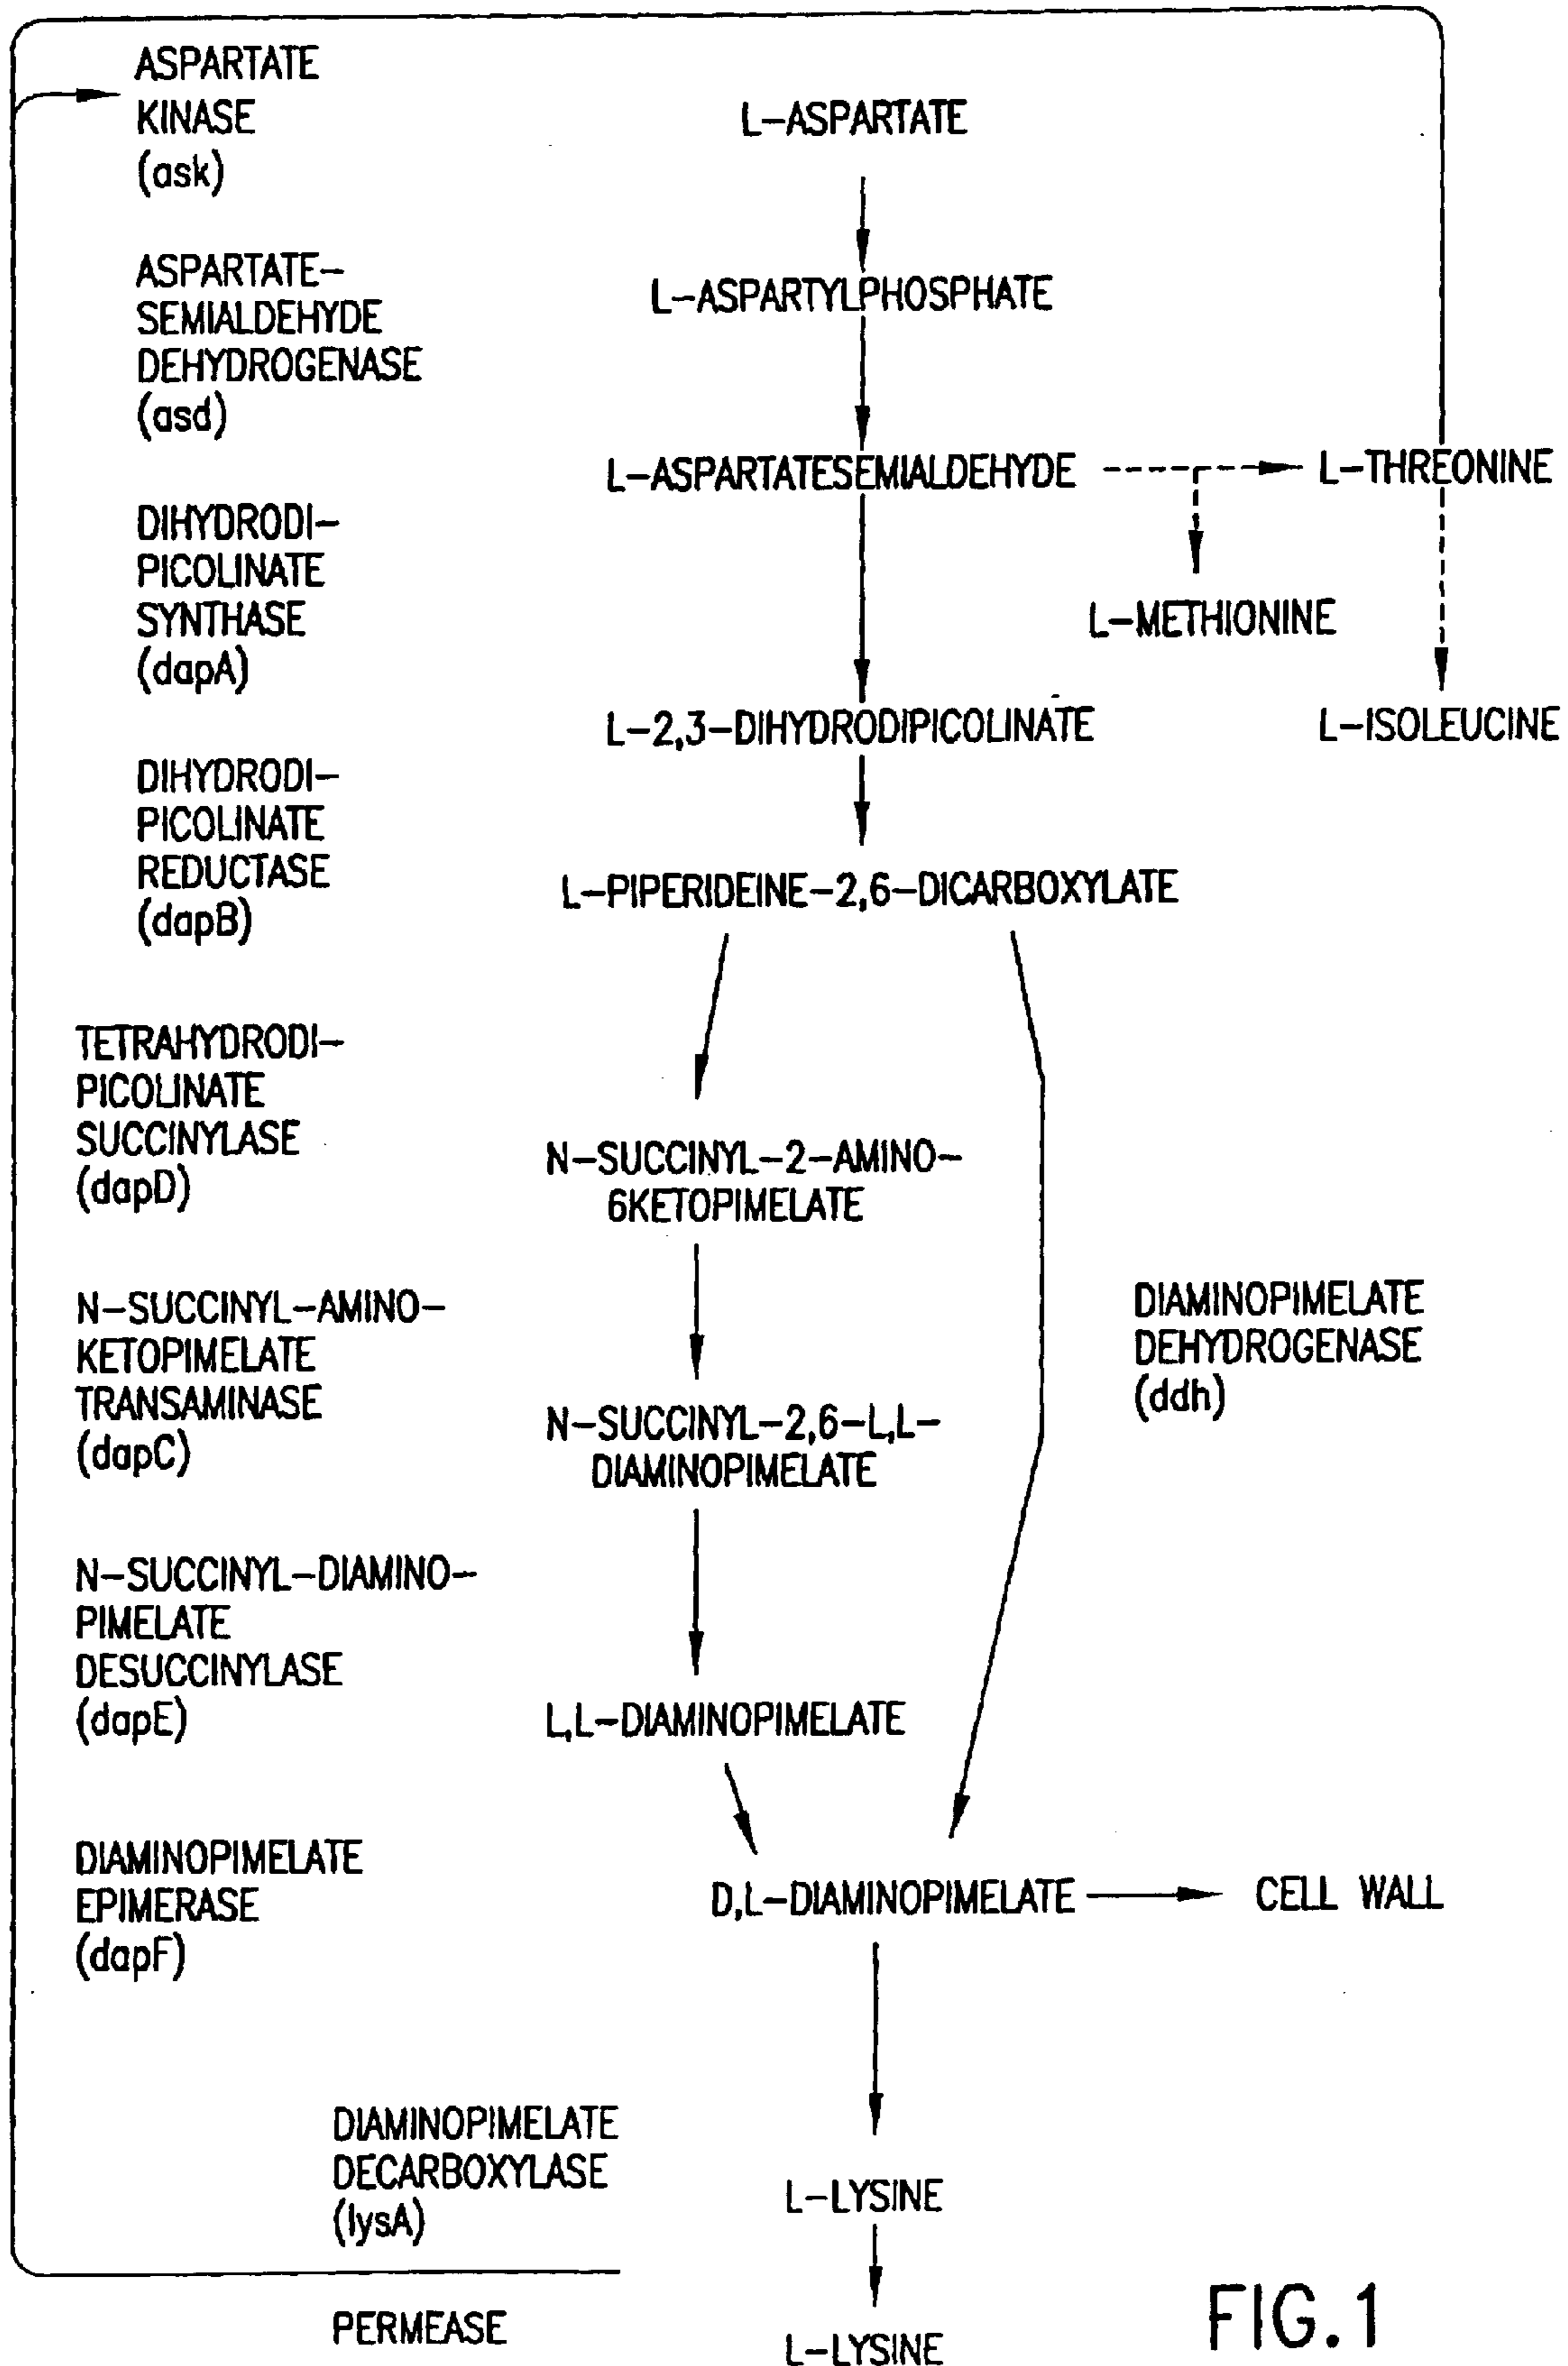 ASPARTATE
KINASE
(ask)
L-ASPARTATE
ASPARTATE-
SEMIALDEHYDE
DEHYDROGENASE
(asd)
L-ASPARTYLPHOSPHATE
L-ASPARTATESEMIALDEHYDE
L-THREONINE
DIHYDRODI-
PICOLINATE
SYNTHASE
(dapA)
L-METHIONINE
L-2,3-DIHYDRODIPICOLINATE
L-ISOLEUCINE
DIHYDRODI-
PICOLINATE
REDUCTASE
(dapB)
L-PIPERIDEINE-2,6-DICARBOXYLATE
TETRAHYDRODI-
PICOLINATE
SUCCINYLASE
(dapD)
N-SUCCINYL-2-AMINO-
6KETOPIMELATE
N-SUCCINYL-AMINO-
KETOPIMELATE
TRANSAMINASE
(dapC)
DIAMINOPIMELATE
DEHYDROGENASE
(ddh)
N-SUCCINYL-2,6-L,L-
DIAMINOPIMELATE
N-SUCCINYL-DIAMINO-
PIMELATE
DESUCCINYLASE
(dapE)
L,L-DIAMINOPIMELATE
DIAMINOPIMELATE
EPIMERASE
(dapF)
D,L-DIAMINOPIMELATE
CELL WALL
DIAMINOPIMELATE
DECARBOXYLASE
(lysA)
L-LYSINE
PERMEASE
L-LYSINE
FIG.1